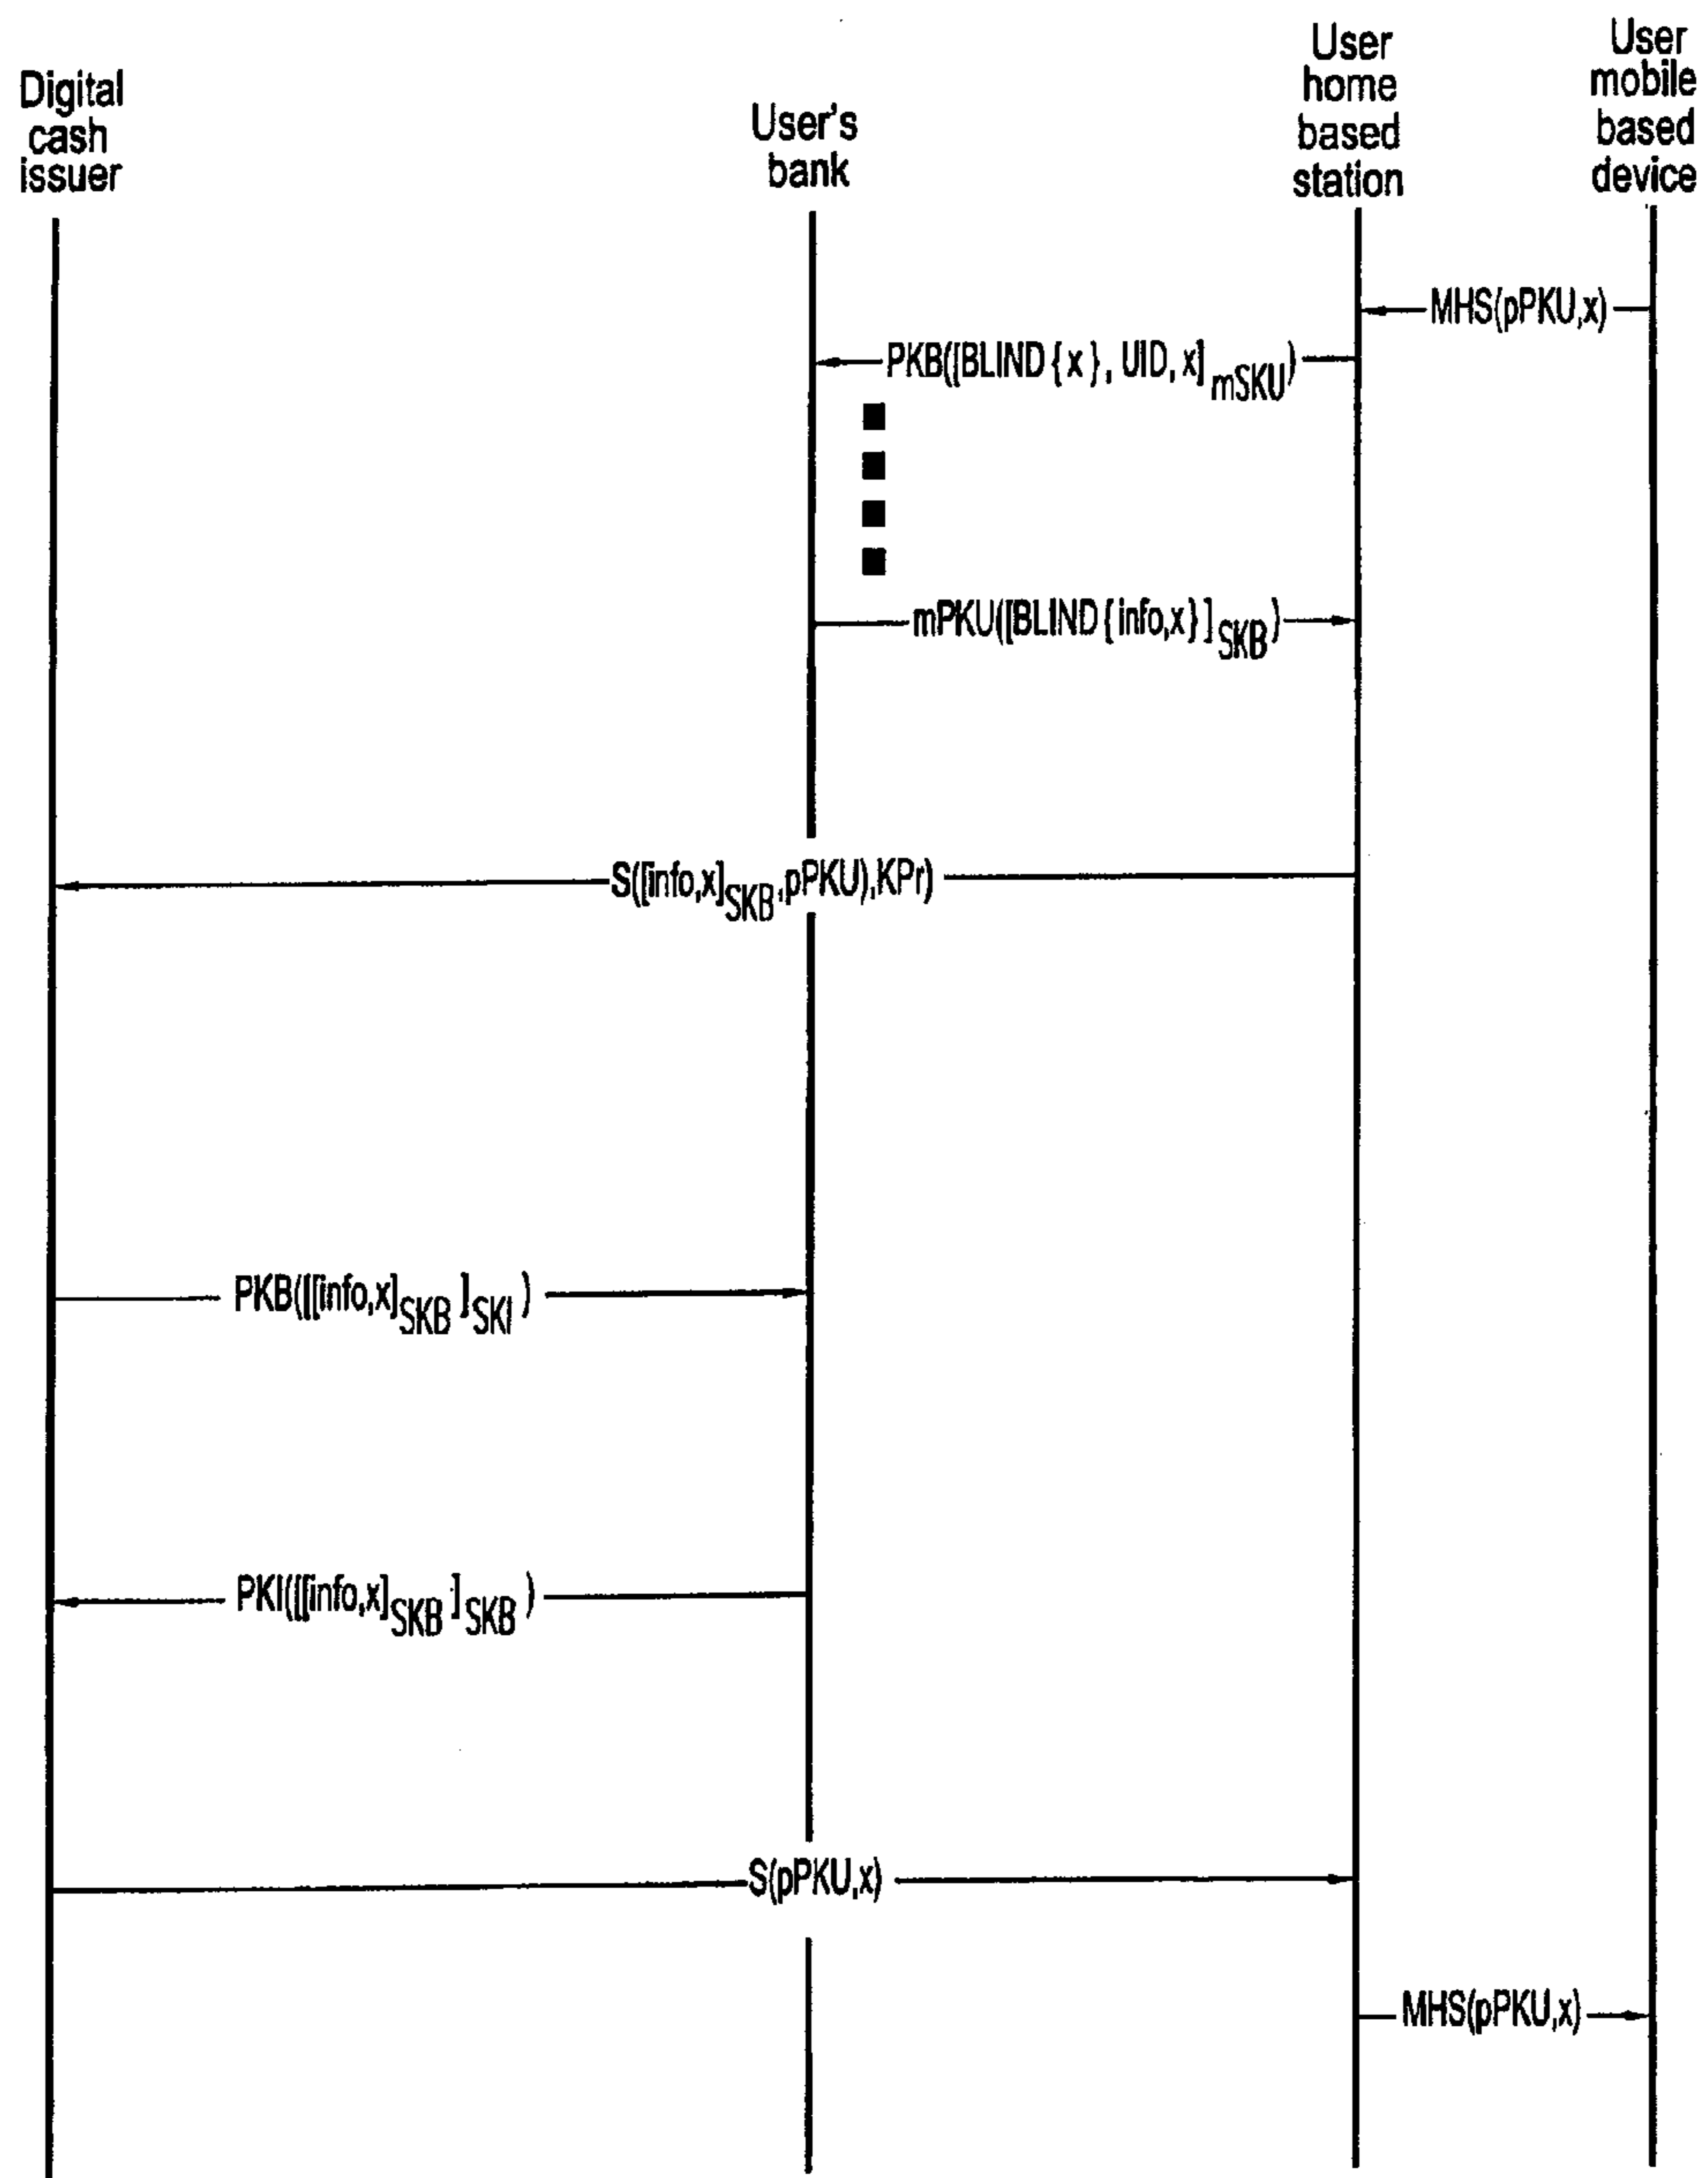 Digital
cash
issuer
User's
bank
User
home
based
station
User
mobile
based
device
MHS(pPKU,x)
PKB([BLIND{x}, UID, x]mSKU)
mPKU([BLIND{info,x}]SKB)
S([info,x]SKB,pPKU),KPr)
PKB([[info,x]SKB]SKI)
PKI([[info,x]SKB]SKB)
S(pPKU,x)
MHS(pPKU,x)